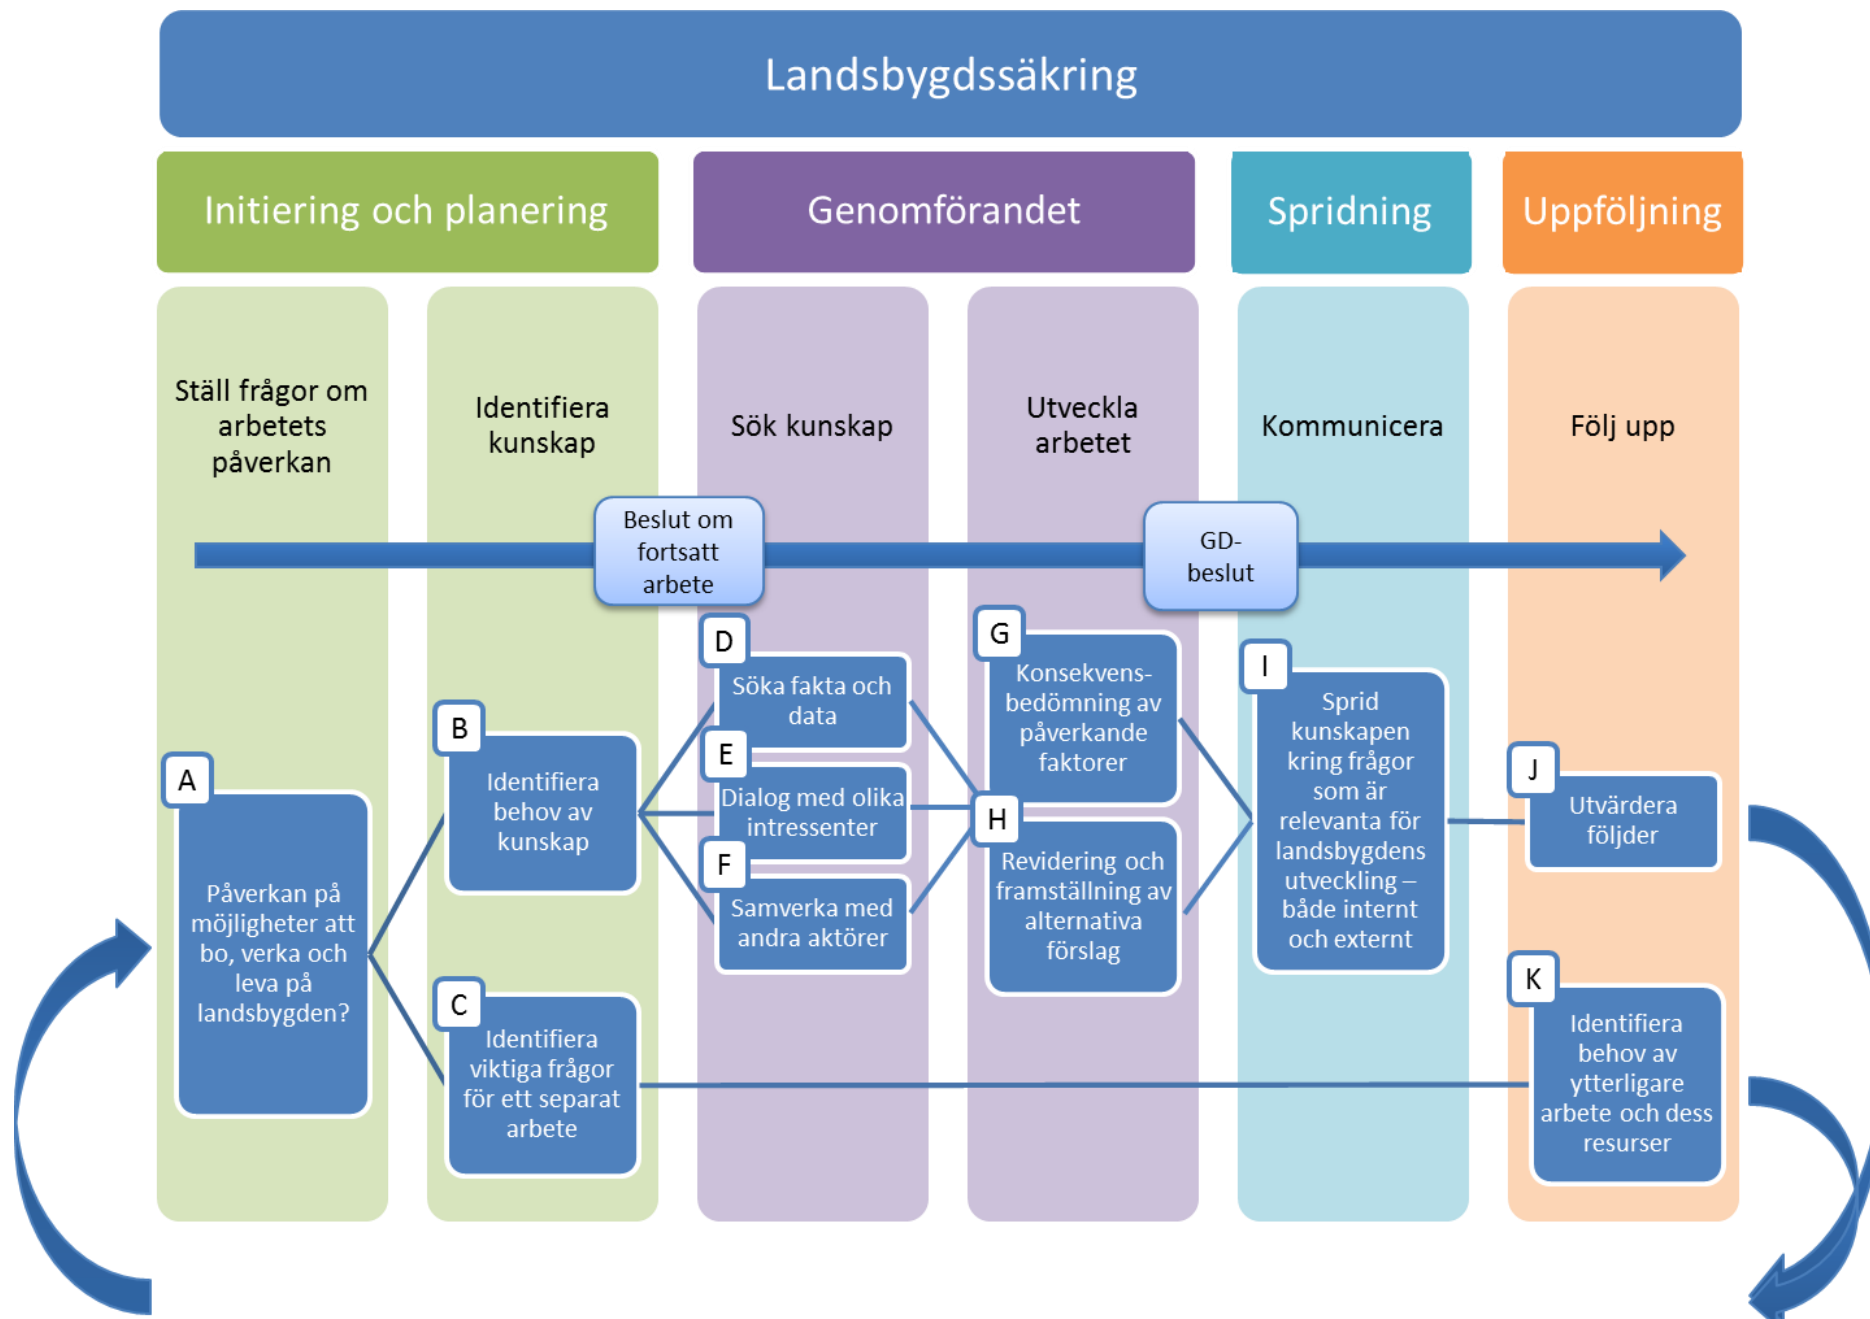 Landsbygdssäkring
Initiering och planering
Genomförandet
Spridning
Uppföljning
Ställ frågor om
arbetets
påverkan
Identifiera
kunskap
Sök kunskap
Utveckla
arbetet
Kommunicera
Följ upp
Beslut om
fortsatt
arbete
GD-
beslut
A
Påverkan på
möjligheter att
bo, verka och
leva på
landsbygden?
B
Identifiera
behov av
kunskap
C
Identifiera
viktiga frågor
för ett separat
arbete
D
Söka fakta och
data
E
Dialog med olika
intressenter
F
Samverka med
andra aktörer
G
Konsekvens-
bedömning av
påverkande
faktorer
H
Revidering och
framställning av
alternativa
förslag
I
Sprid
kunskapen
kring frågor
som är
relevanta för
landsbygdens
utveckling –
både internt
och externt
J
Utvärdera
följder
K
Identifiera
behov av
ytterligare
arbete och dess
resurser